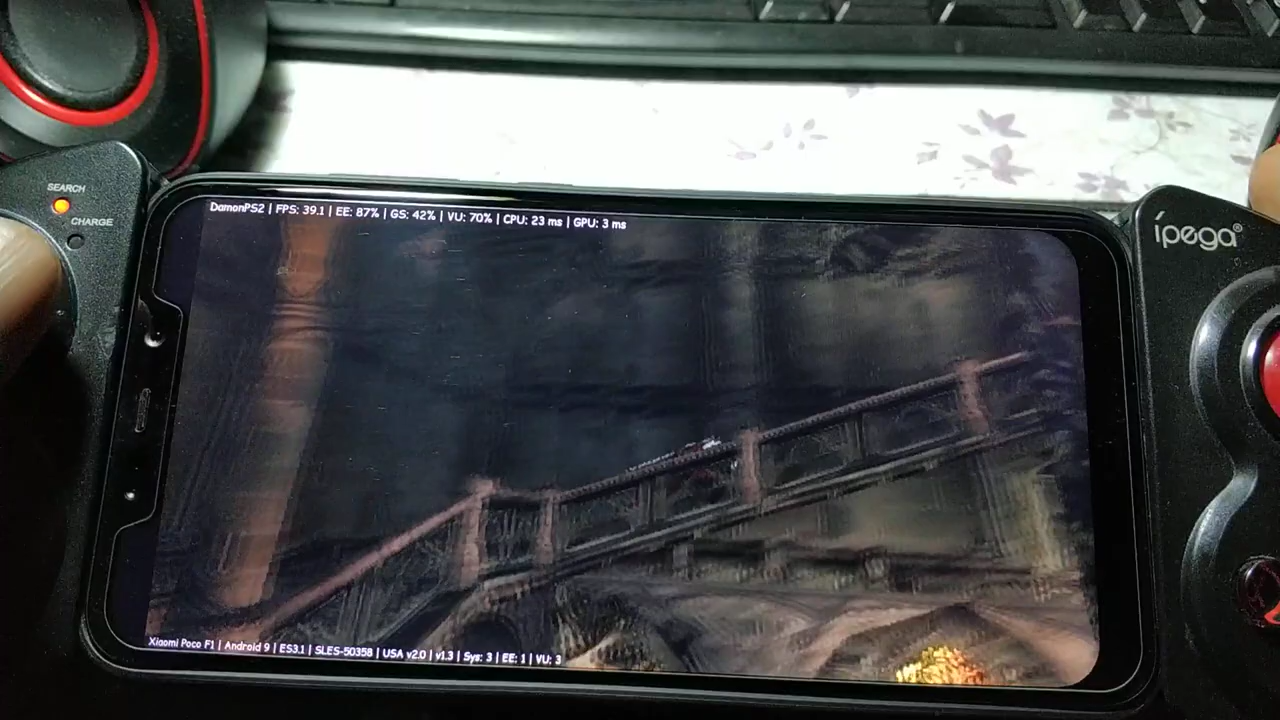 SEARCH
CHARGE
DamonPS2 | FPS: 39.1 | EE: 87% | GS: 42% | VU: 70% | CPU: 23 ms | GPU: 3 ms
ípega®
Xiaomi Poco F1 | Android 9 | ES3.1 | SLES-50358 | USA v2.0 | v1.3 | Sys: 3 | EE: 1 | VU: 3